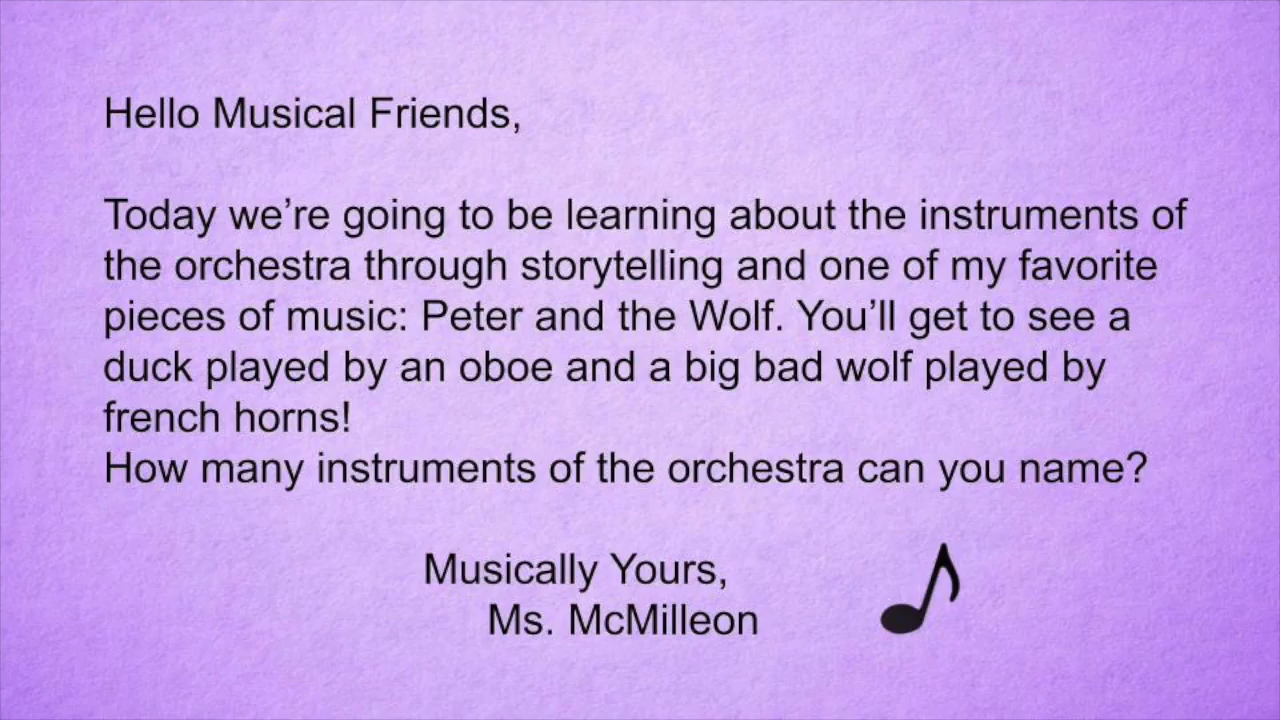 Hello Musical Friends,
Today we’re going to be learning about the instruments of
the orchestra through storytelling and one of my favorite
pieces of music: Peter and the Wolf. You’ll get to see a
duck played by an oboe and a big bad wolf played by
french horns!
How many instruments of the orchestra can you name?
Musically Yours,
Ms. McMilleon